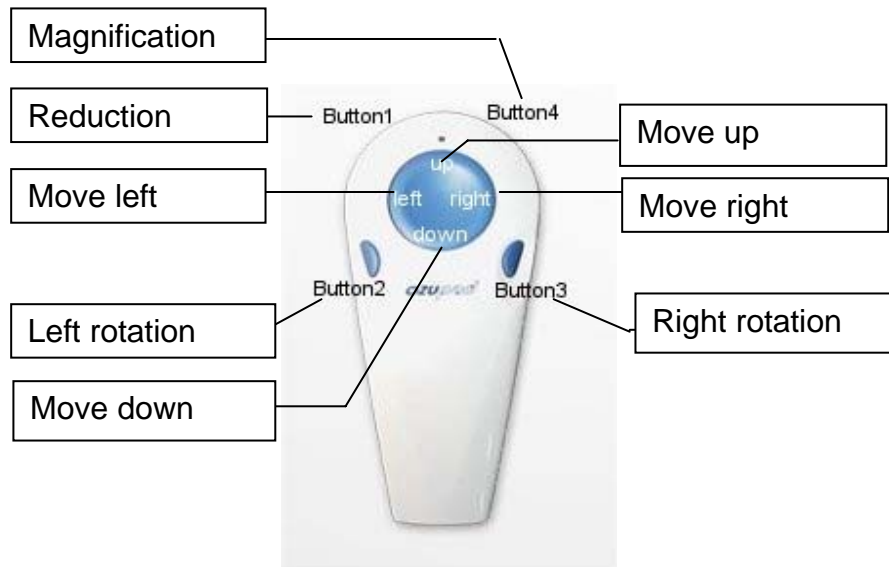 Magnification
Reduction
Button1
Button4
Move up
up
Move left
left
right
Move right
down
Button2
Button3
Left rotation
Right rotation
Move down